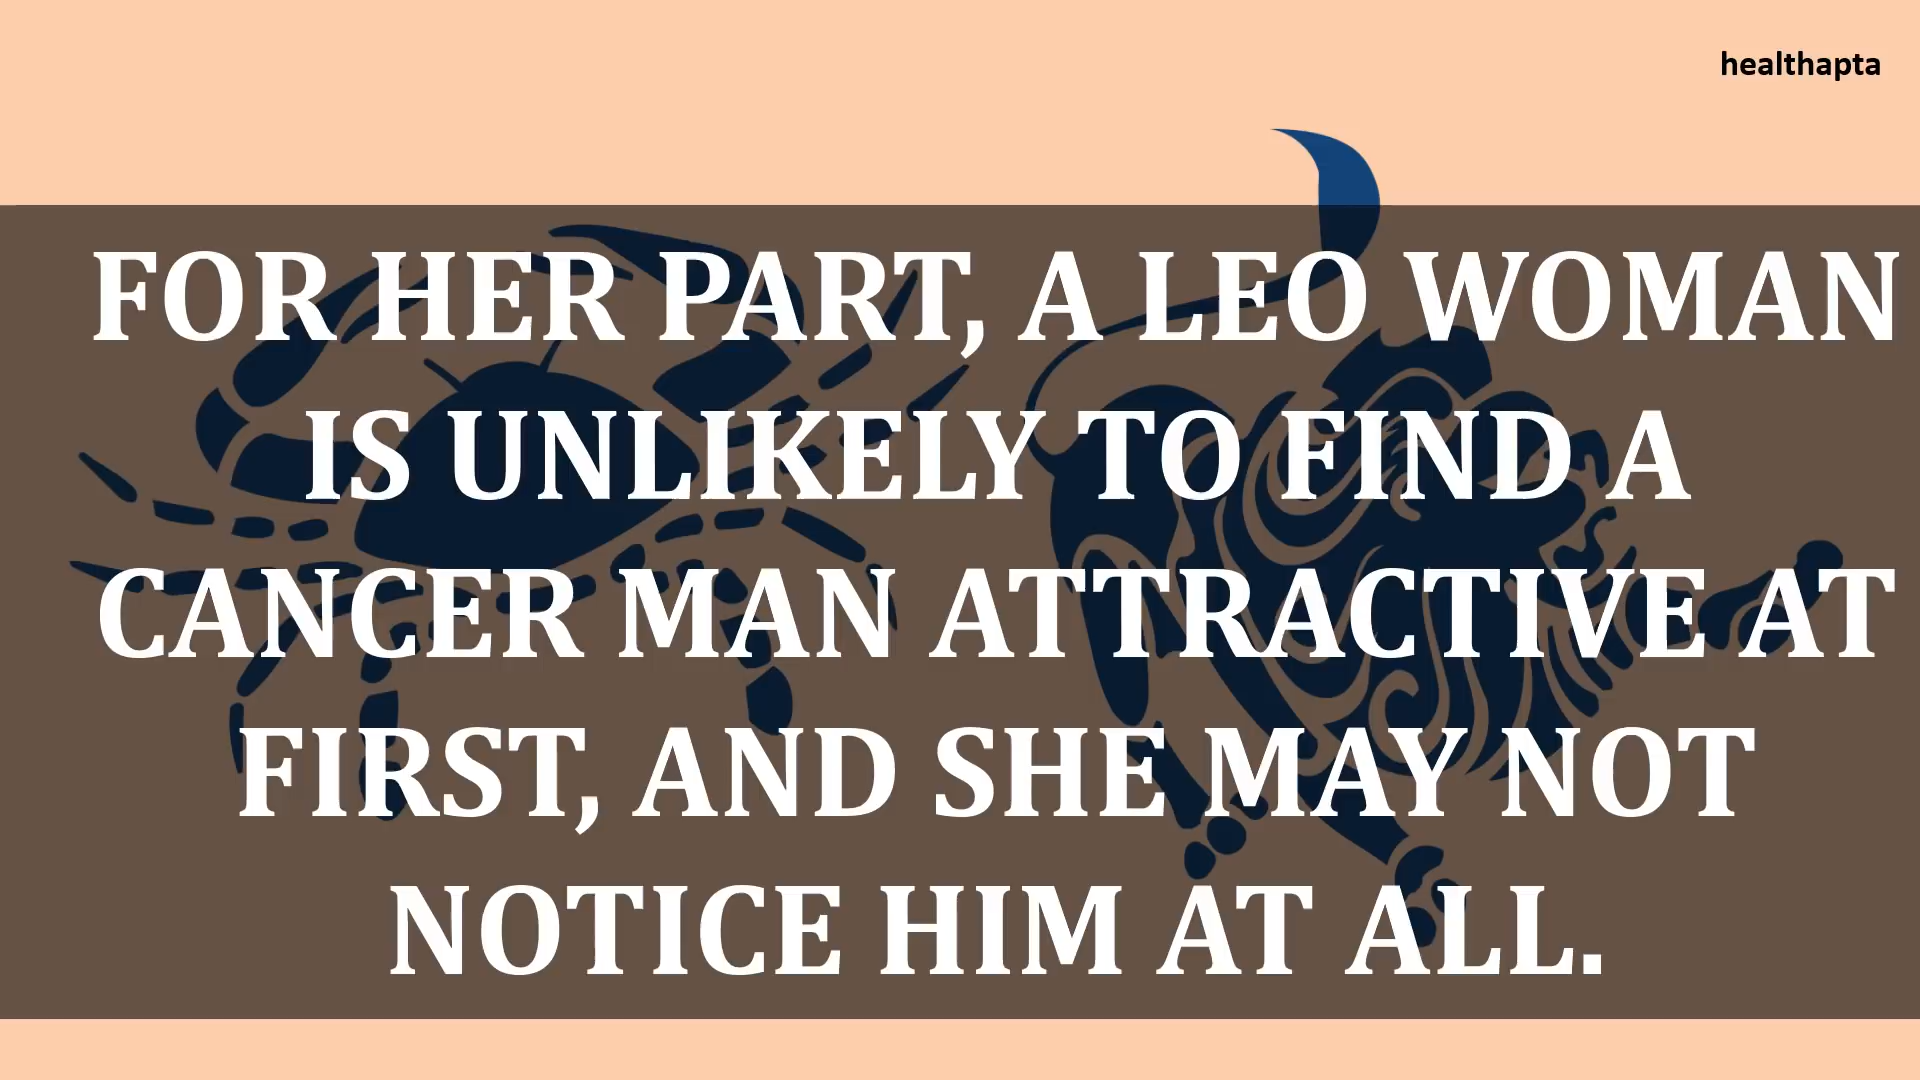 healthapta
FOR HER PART, A LEO WOMAN
IS UNLIKELY TO FIND A
CANCER MAN ATTRACTIVE AT
FIRST, AND SHE MAY NOT
NOTICE HIM AT ALL.